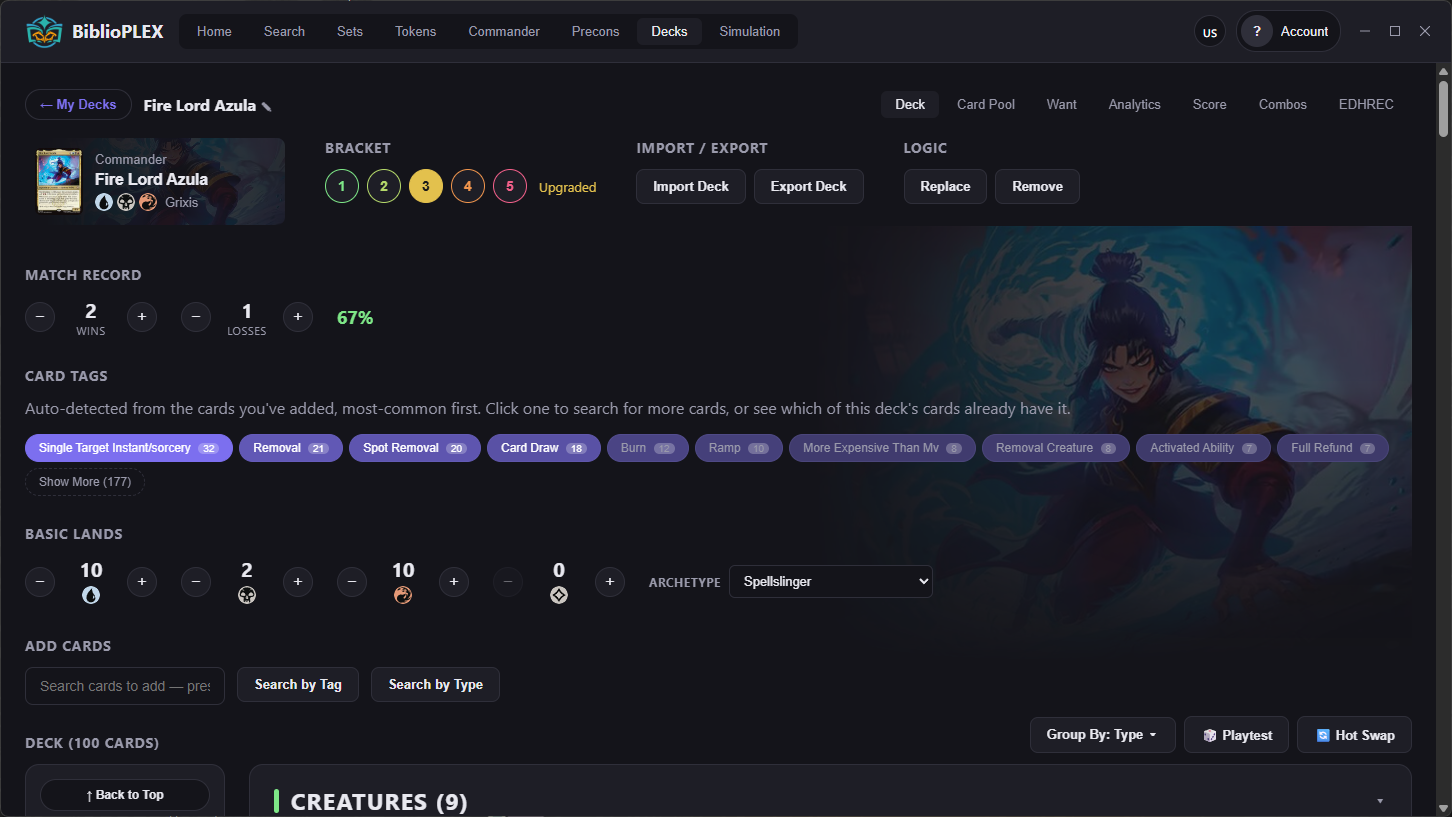 BiblioPLEX
Home Search Sets Tokens Commander Precons Decks Simulation
US
? Account
← My Decks
Fire Lord Azula
Deck Card Pool Want Analytics Score Combos EDHREC
Commander
Fire Lord Azula
Grixis
BRACKET
1 2 3 4 5 Upgraded
IMPORT / EXPORT
Import Deck Export Deck
LOGIC
Replace Remove
MATCH RECORD
− 2 + − 1 + 67%
WINS LOSSES
CARD TAGS
Auto-detected from the cards you've added, most-common first. Click one to search for more cards, or see which of this deck's cards already have it.
Single Target Instant/sorcery 32 Removal 21 Spot Removal 20 Card Draw 18 Burn 12 Ramp 10 More Expensive Than Mv 8 Removal Creature 8 Activated Ability 7 Full Refund 7
Show More (177)
BASIC LANDS
− 10 + − 2 + − 10 + − 0 + ARCHETYPE Spellslinger
ADD CARDS
Search cards to add — pres
Search by Tag Search by Type
DECK (100 CARDS)
Group By: Type Playtest Hot Swap
↑ Back to Top
CREATURES (9)